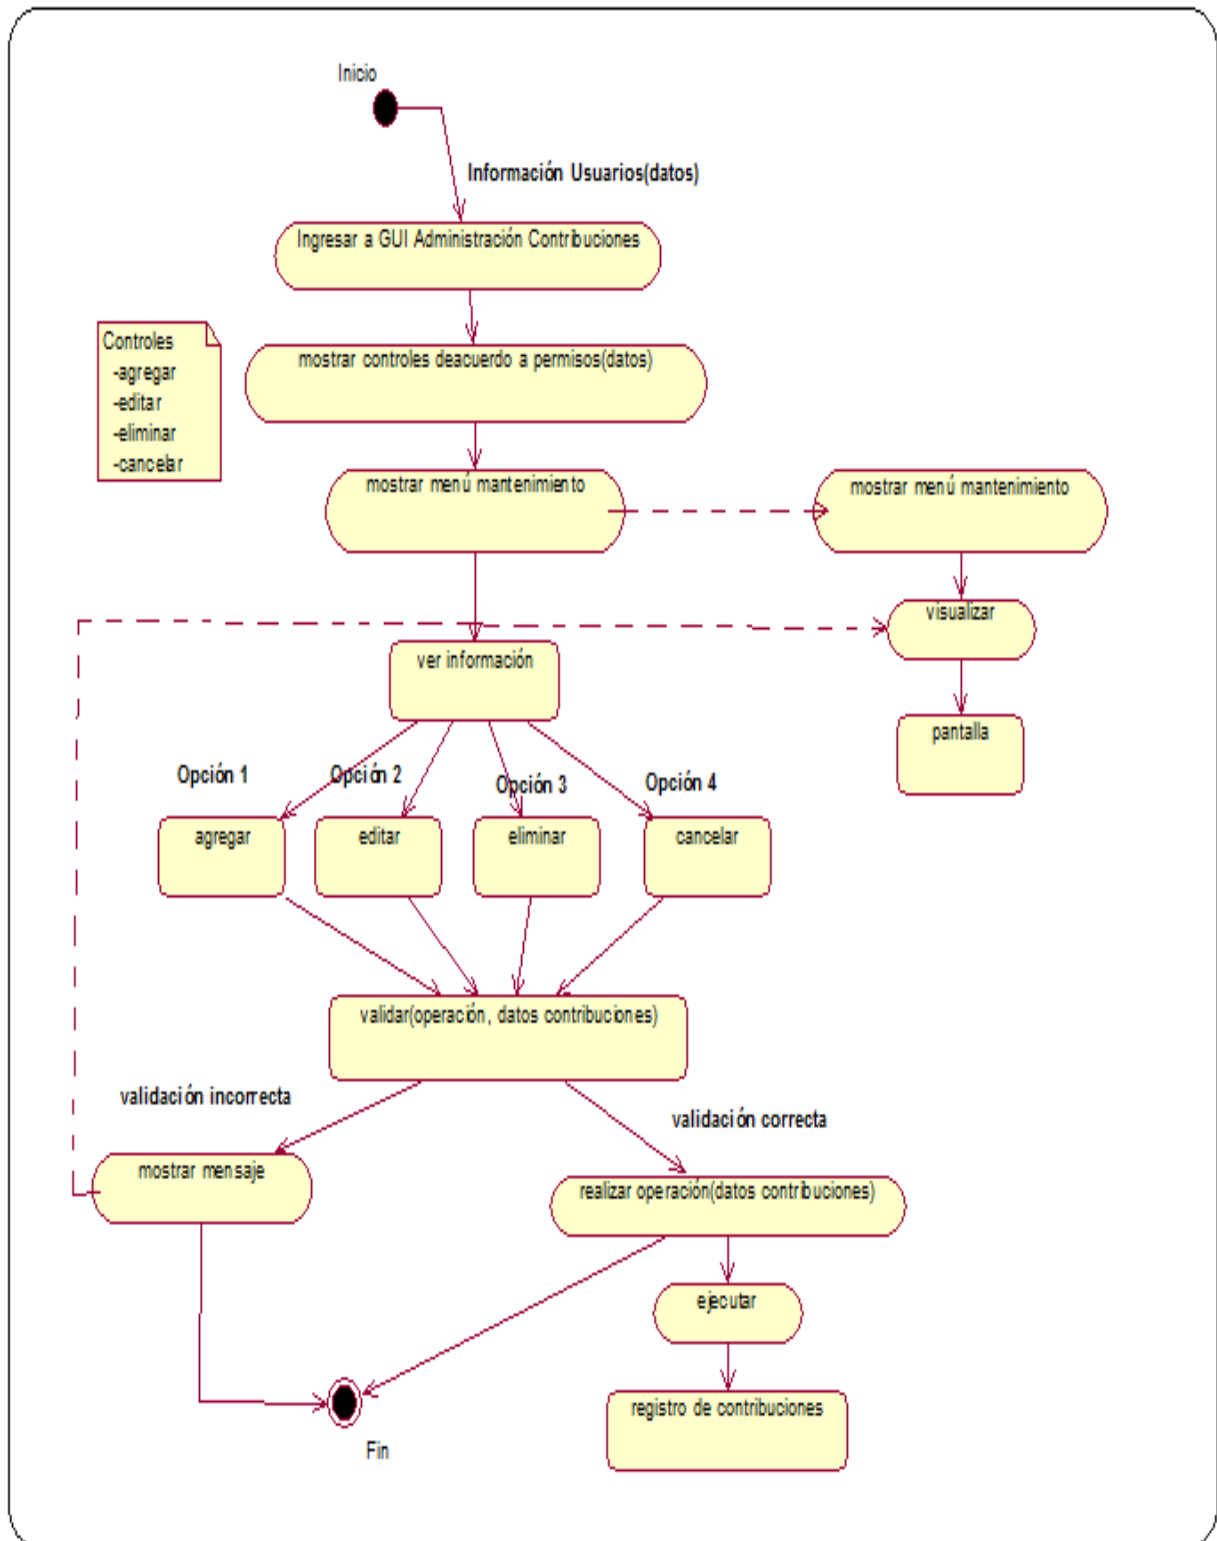 Inicio
Información Usuarios(datos)
Ingresar a GUI Administración Contribuciones
Controles
-agregar
-editar
-eliminar
-cancelar
mostrar controles deacuerdo a permisos(datos)
mostrar menú mantenimiento
mostrar menú mantenimiento
visualizar
ver información
pantalla
Opción 1
Opción 2
Opción 3
Opción 4
agregar
editar
eliminar
cancelar
validar(operación, datos contribuciones)
validación incorrecta
validación correcta
mostrar mensaje
realizar operación(datos contribuciones)
ejecutar
registro de contribuciones
Fin